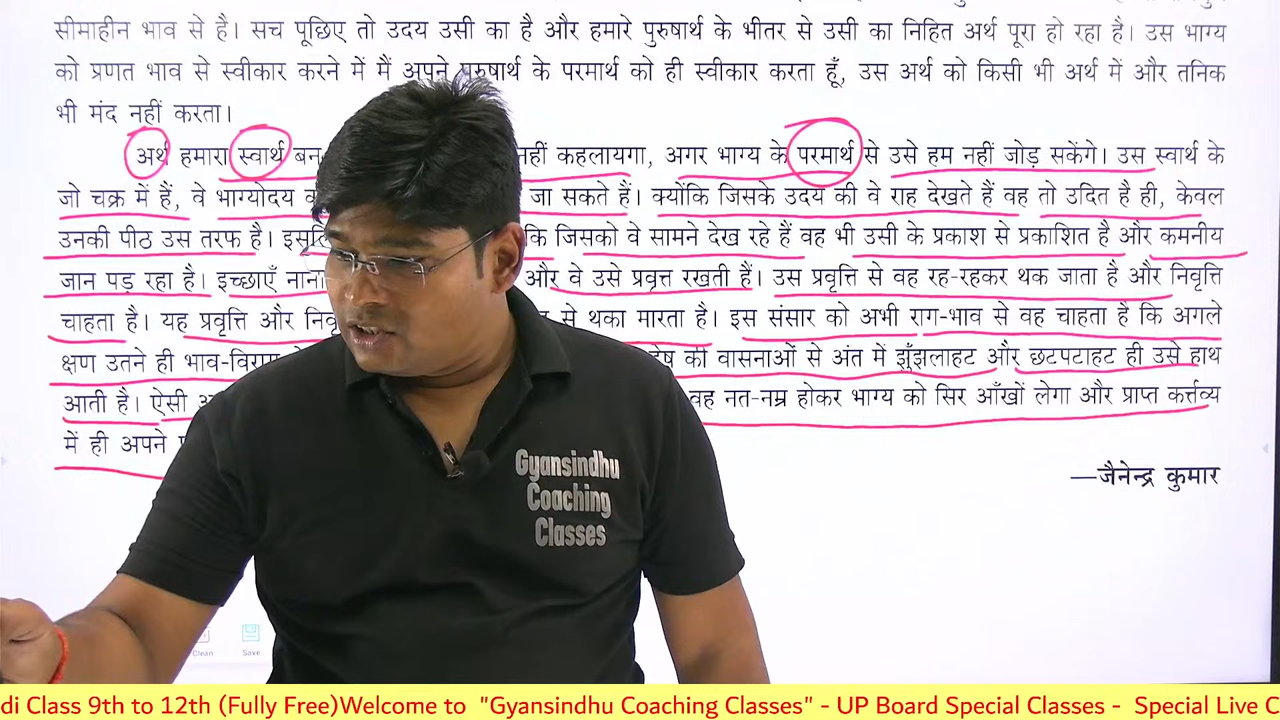 सीमाहीन भाव से है। सच पूछिए तो उदय उसी का है और हमारे पुरुषार्थ के भीतर से उसी का निहित अर्थ पूरा हो रहा है। उस भाग्य
को प्रणत भाव से स्वीकार करने में मैं अपने पुरुषार्थ के परमार्थ को ही स्वीकार करता हूँ, उस अर्थ को किसी भी अर्थ में और तनिक
भी मंद नहीं करता।
अर्थ हमारा स्वार्थ बन नहीं कहलायगा, अगर भाग्य के परमार्थ से उसे हम नहीं जोड़ सकेंगे। उस स्वार्थ के
जो चक्र में हैं, वे भाग्योदय जा सकते हैं। क्योंकि जिसके उदय की वे राह देखते हैं वह तो उदित है ही, केवल
उनकी पीठ उस तरफ है। कि जिसको वे सामने देख रहे हैं वह भी उसी के प्रकाश से प्रकाशित है और कमनीय
जान पड़ रहा है। इच्छाएँ नाना और वे उसे प्रवृत्त रखती हैं। उस प्रवृत्ति से वह रह-रहकर थक जाता है और निवृत्ति
चाहता है। यह प्रवृत्ति और से थका मारता है। इस संसार को अभी राग-भाव से वह चाहता है कि अगले
क्षण उतने ही की वासनाओं से अंत में झुँझलाहट और छटपटाहट ही उसे हाथ
आती है। ऐसी वह नत-नम्र होकर भाग्य को सिर आँखों लेगा और प्राप्त कर्त्तव्य
में ही अपने
—जैनेन्द्र कुमार
Gyansindhu
Coaching
Classes
Clean Save
di Class 9th to 12th (Fully Free)Welcome to "Gyansindhu Coaching Classes" - UP Board Special Classes - Special Live C